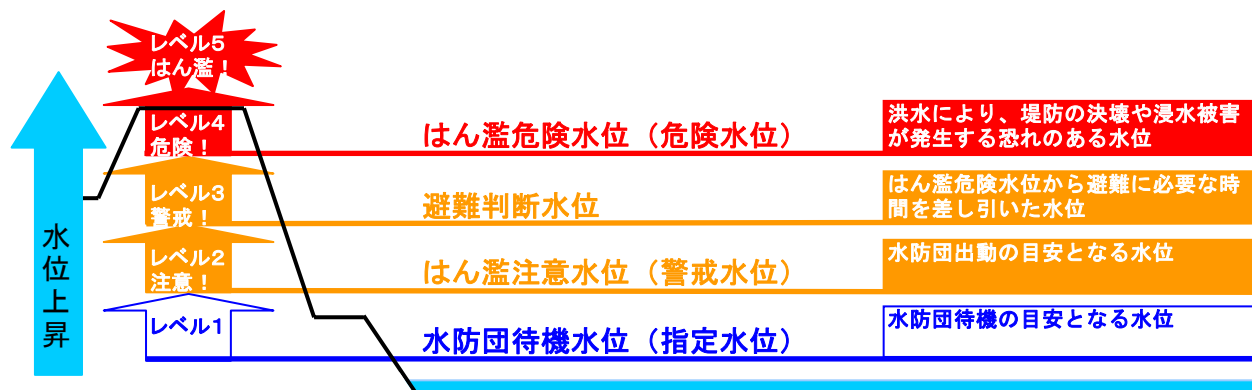 レベル5
はん濫！
レベル4
危険！
はん濫危険水位（危険水位）
洪水により、堤防の決壊や浸水被害
が発生する恐れのある水位
レベル3
警戒！
避難判断水位
はん濫危険水位から避難に必要な時
間を差し引いた水位
レベル2
注意！
はん濫注意水位（警戒水位）
水防団出動の目安となる水位
レベル1
水防団待機水位（指定水位）
水防団待機の目安となる水位
水位上昇